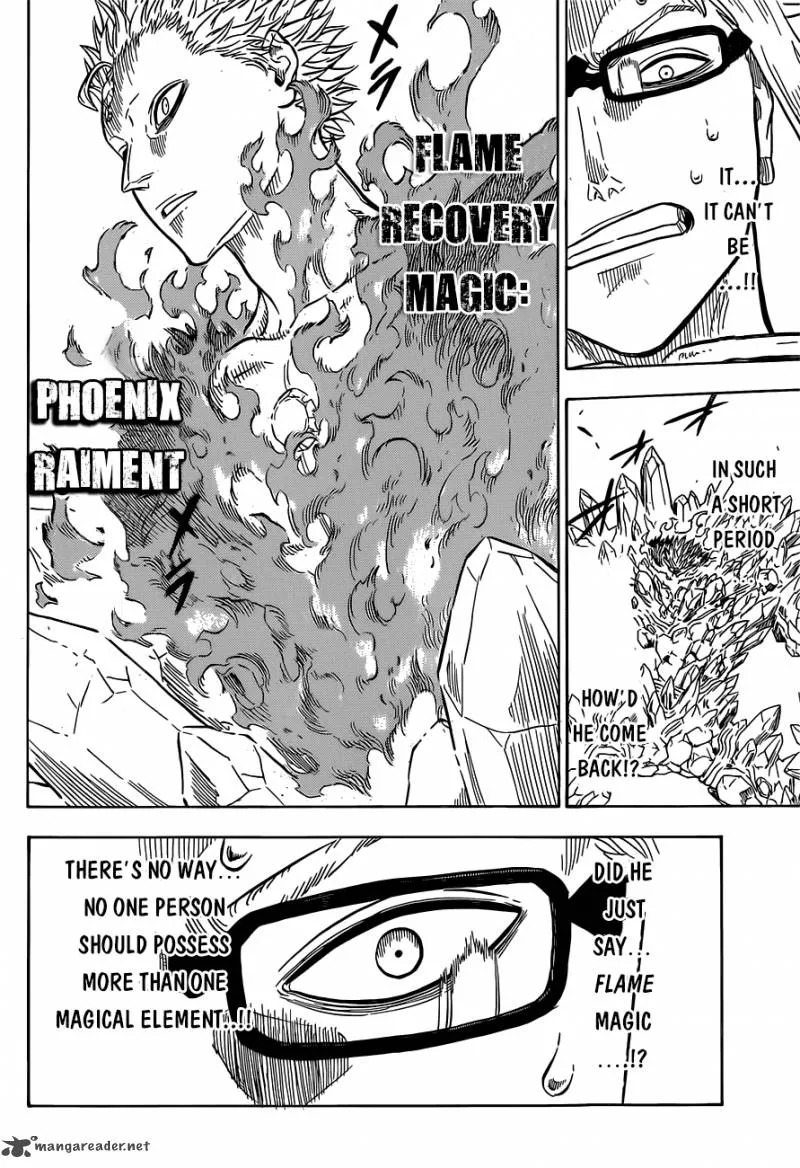 IT...
IT CAN'T
BE
...!!
IN SUCH
A SHORT
PERIOD
HOW'D
HE COME
BACK!?
FLAME
RECOVERY
MAGIC:
PHOENIX
RAIMENT
DID HE
JUST
SAY...
FLAME
MAGIC
...!!?
THERE'S NO WAY...
NO ONE PERSON
SHOULD POSSESS
MORE THAN ONE
MAGICAL ELEMENT..!!
mangareader.net